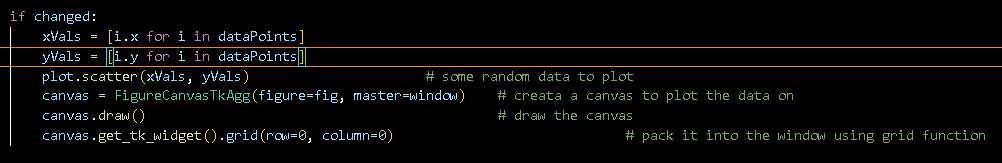 if changed:
xVals = [i.x for i in dataPoints]
yVals = [i.y for i in dataPoints]
plot.scatter(xVals, yVals) # some random data to plot
canvas = FigureCanvasTkAgg(figure=fig, master=window) # creata a canvas to plot the data on
canvas.draw() # draw the canvas
canvas.get_tk_widget().grid(row=0, column=0) # pack it into the window using grid function